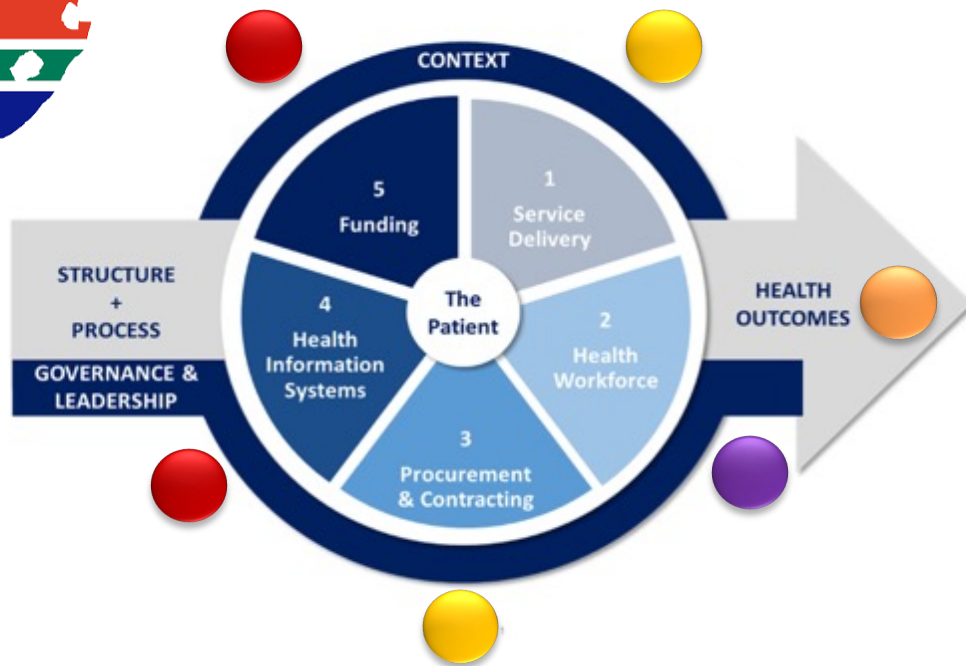 CONTEXT
5
Funding
1
Service
Delivery
STRUCTURE
+
PROCESS
GOVERNANCE &
LEADERSHIP
4
Health
Information
Systems
The
Patient
2
Health
Workforce
3
Procurement
& Contracting
HEALTH
OUTCOMES